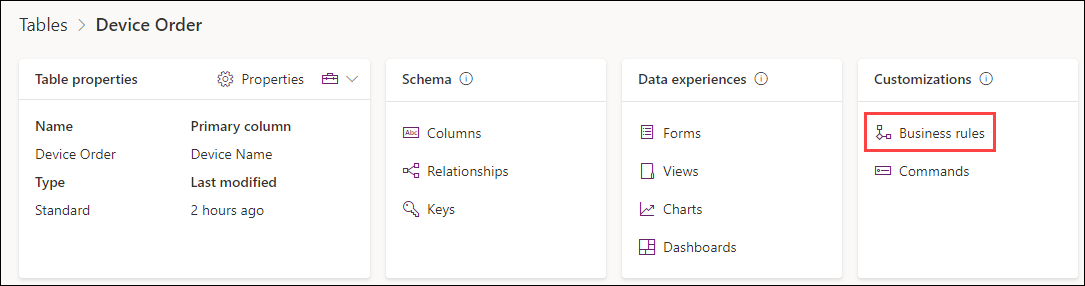 Tables > Device Order
Table properties
Properties
Name
Primary column
Device Order
Device Name
Type
Last modified
Standard
2 hours ago
Schema
Abc Columns
Relationships
Keys
Data experiences
Forms
Views
Charts
Dashboards
Customizations
Business rules
Commands